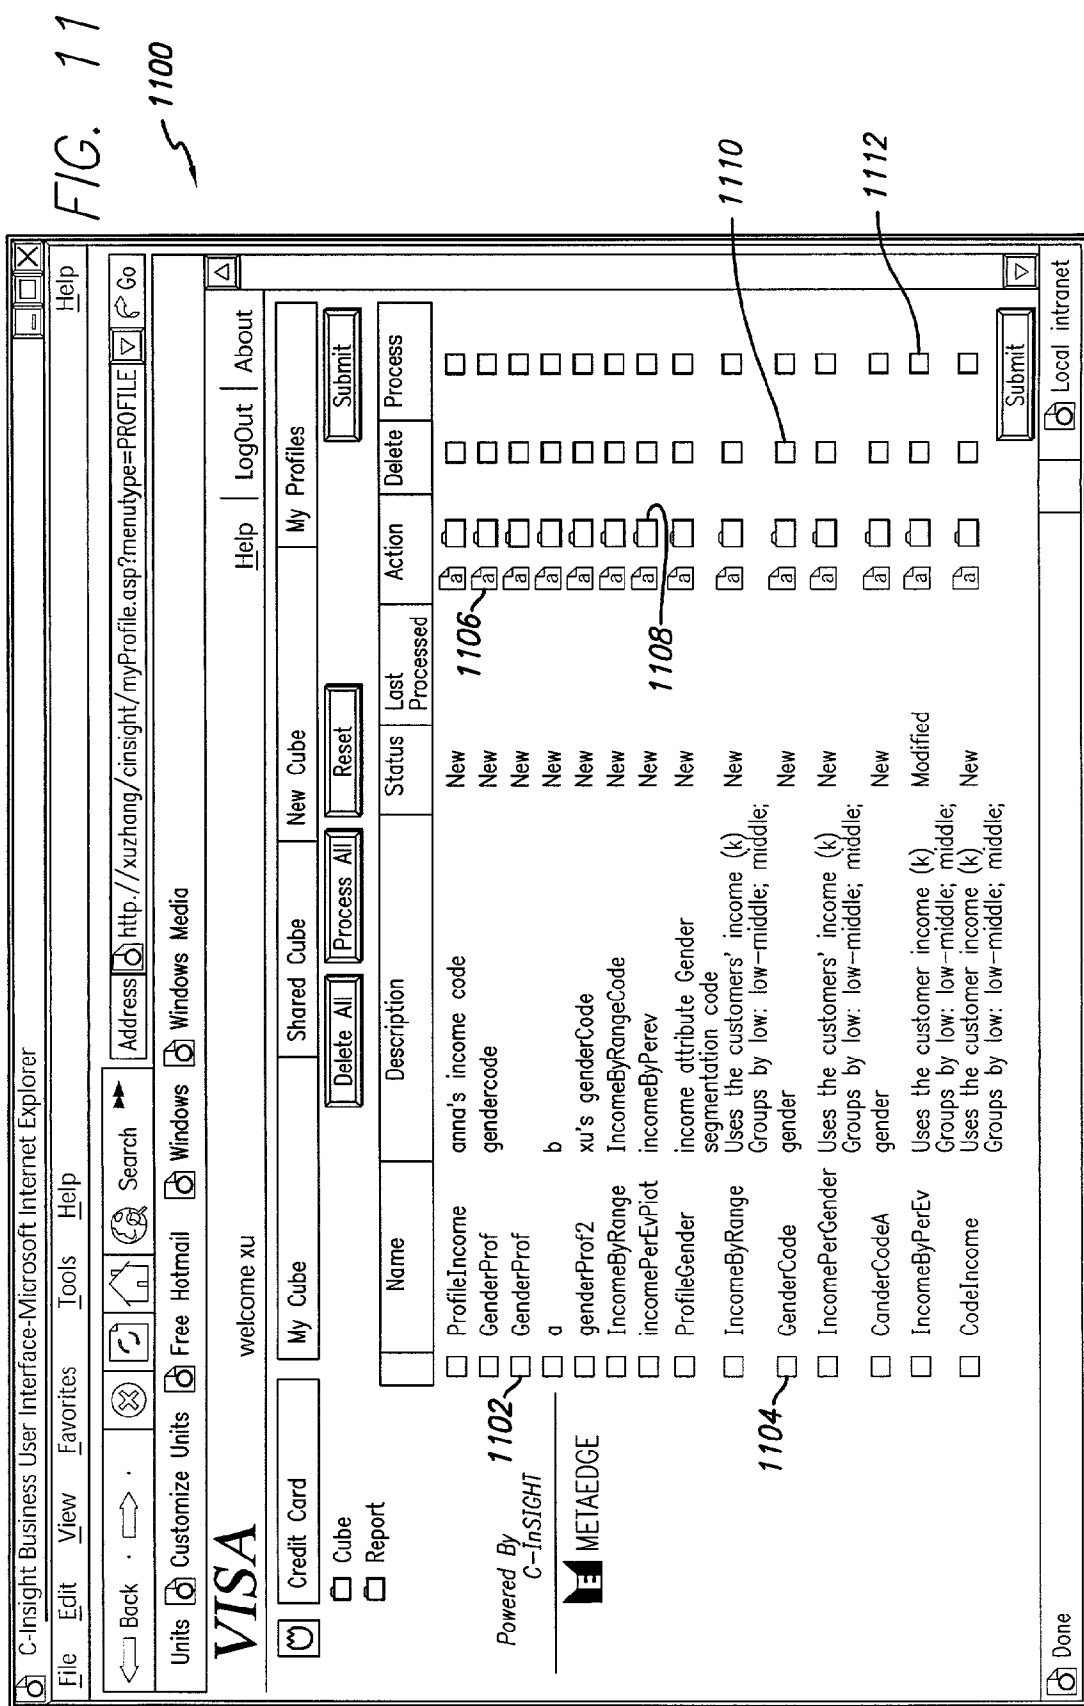 FIG. 11
1100
C-Insight Business User Interface-Microsoft Internet Explorer
File Edit View Favorites Tools Help Help
Back Search Address http://xuzhang/cinsight/myProfile.asp?menutype=PROFILE Go
Units Customize Units Free Hotmail Windows Windows Media
VISA welcome xu Help | LogOut | About
Credit Card My Cube Shared Cube New Cube My Profiles
Cube
Report
Delete All Process All Reset Submit
Name Description Status Last Processed Action Delete Process
ProfileIncome anna's income code New a
GenderProf gendercode New a
GenderProf New a
a b New a
genderProf2 xu's genderCode New a
IncomeByRange IncomeByRangeCode New a
incomePerEvPiot incomeByPerev New a
ProfileGender income attribute Gender New a
segmentation code
IncomeByRange Uses the customers' income (k) New a
Groups by low: low-middle; middle;
GenderCode gender New a
IncomePerGender Uses the customers' income (k) New a
Groups by low: low-middle; middle;
CanderCodeA gender New a
IncomeByPerEv Uses the customer income (k) Modified a
Groups by low: low-middle; middle;
CodeIncome Uses the customer income (k) New a
Groups by low: low-middle; middle;
1102
1104
1106
1108
1110
1112
Powered By
C-InSIGHT
E METAEDGE
Submit
Done Local intranet